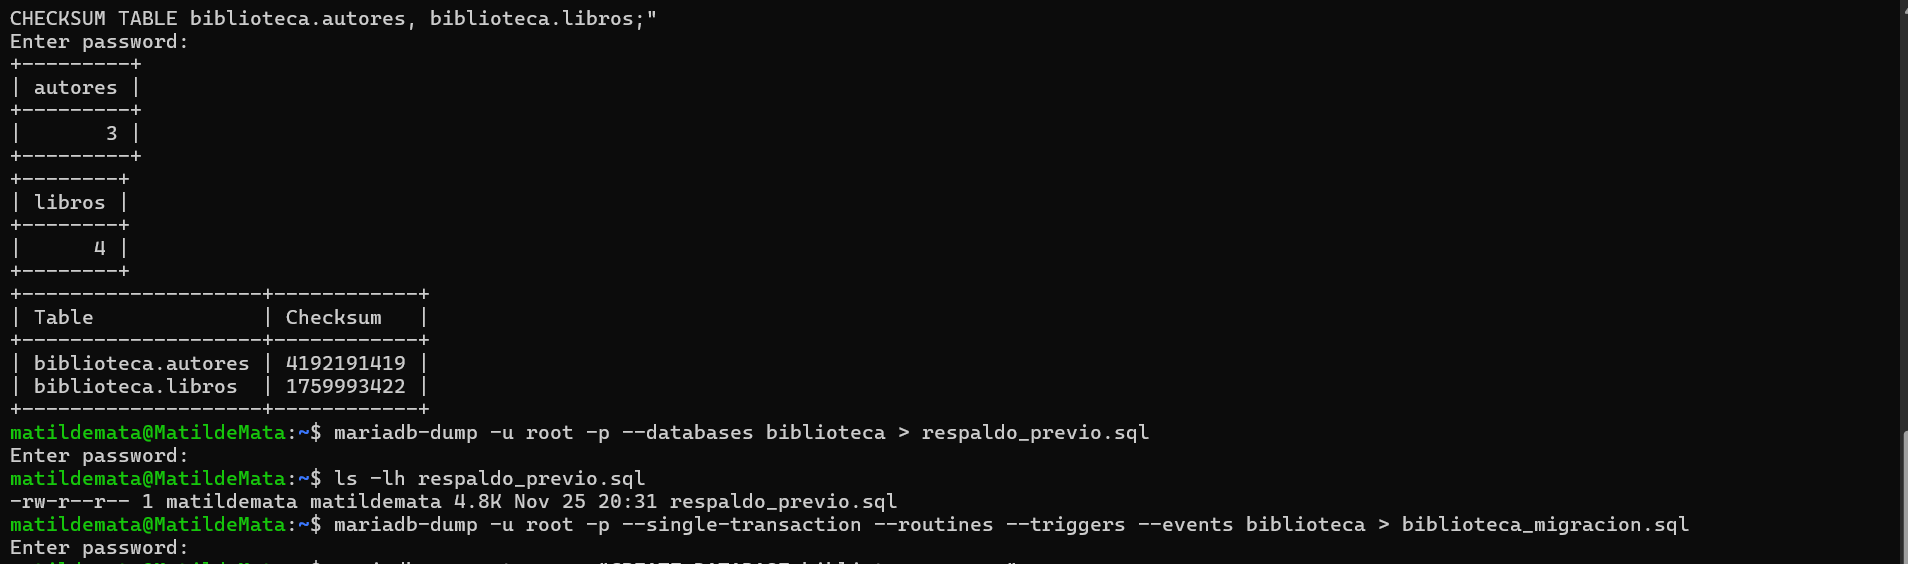 CHECKSUM TABLE biblioteca.autores, biblioteca.libros;"
Enter password:
+---------+
| autores |
+---------+
|       3 |
+---------+
+--------+
| libros |
+--------+
|      4 |
+--------+
+--------------------+------------+
| Table              | Checksum   |
+--------------------+------------+
| biblioteca.autores | 4192191419 |
| biblioteca.libros  | 1759993422 |
+--------------------+------------+
matildemata@MatildeMata:~$ mariadb-dump -u root -p --databases biblioteca > respaldo_previo.sql
Enter password:
matildemata@MatildeMata:~$ ls -lh respaldo_previo.sql
-rw-r--r-- 1 matildemata matildemata 4.8K Nov 25 20:31 respaldo_previo.sql
matildemata@MatildeMata:~$ mariadb-dump -u root -p --single-transaction --routines --triggers --events biblioteca > biblioteca_migracion.sql
Enter password: